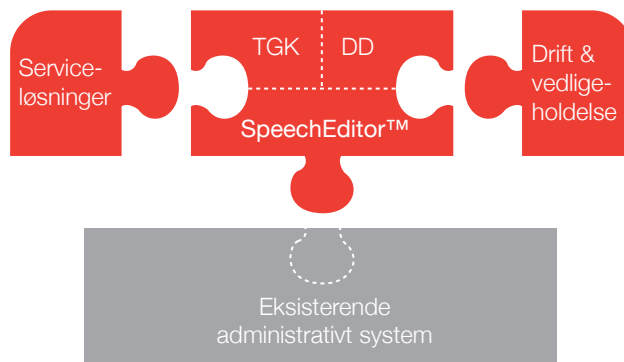 Service-
løsninger
TGK
DD
SpeechEditor™
Drift &
vedlige-
holdelse
Eksisterende
administrativt system